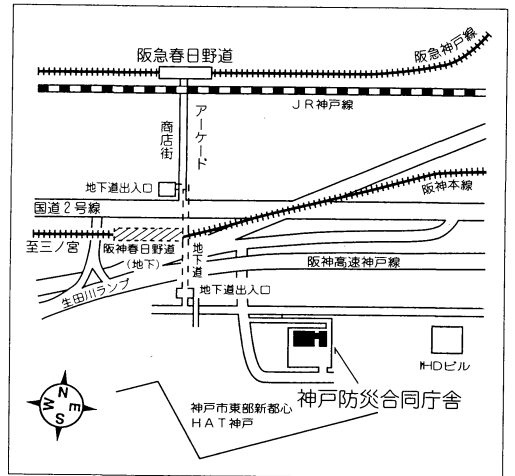 阪急春日野道
阪急神戸線
JR神戸線
アーケード
商店街
地下道出入口
阪神本線
国道2号線
至三ノ宮
阪神春日野道
(地下)
地下道
阪神高速神戸線
生田川ランプ
地下道出入口
WHDビル
神戸防災合同庁舎
神戸市東部新都心
HAT神戸
N
E
S
W